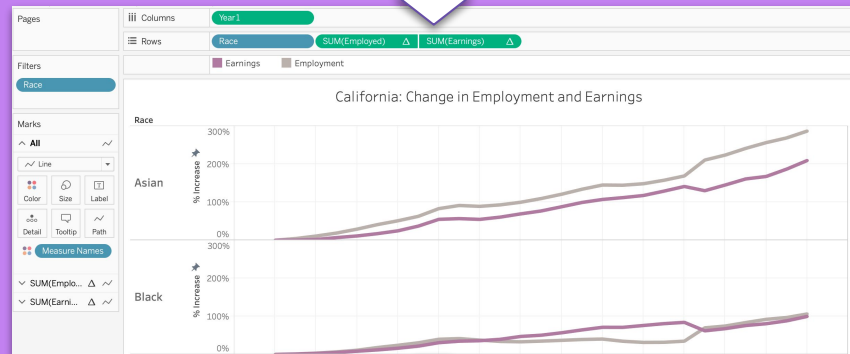 Pages
iii Columns
Year1
Rows
Race
SUM(Employed) Δ
SUM(Earnings) Δ
Filters
Race
Earnings
Employment
California: Change in Employment and Earnings
Marks
All
Line
Color
Size
Label
Detail
Tooltip
Path
Measure Names
SUM(Emplo... Δ
SUM(Earni... Δ
Race
Asian
% Increase
300%
200%
100%
0%
Black
% Increase
300%
200%
100%
0%